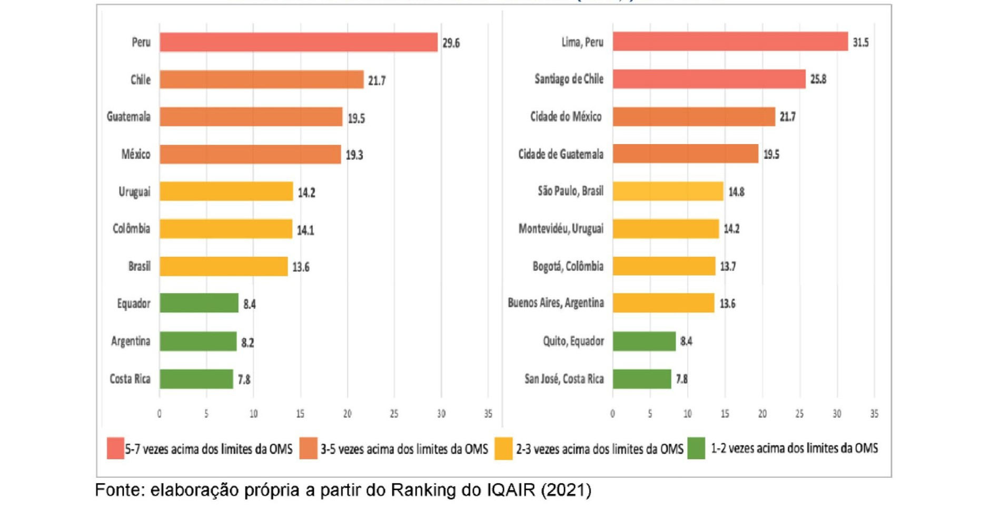 Peru 29.6
Chile 21.7
Guatemala 19.5
México 19.3
Uruguai 14.2
Colômbia 14.1
Brasil 13.6
Equador 8.4
Argentina 8.2
Costa Rica 7.8
0 5 10 15 20 25 30 35
Lima, Peru 31.5
Santiago de Chile 25.8
Cidade do México 21.7
Cidade de Guatemala 19.5
São Paulo, Brasil 14.8
Montevidéu, Uruguai 14.2
Bogotá, Colômbia 13.7
Buenos Aires, Argentina 13.6
Quito, Equador 8.4
San José, Costa Rica 7.8
0 5 10 15 20 25 30 35
5-7 vezes acima dos limites da OMS 3-5 vezes acima dos limites da OMS 2-3 vezes acima dos limites da OMS 1-2 vezes acima dos limites da OMS
Fonte: elaboração própria a partir do Ranking do IQAIR (2021)